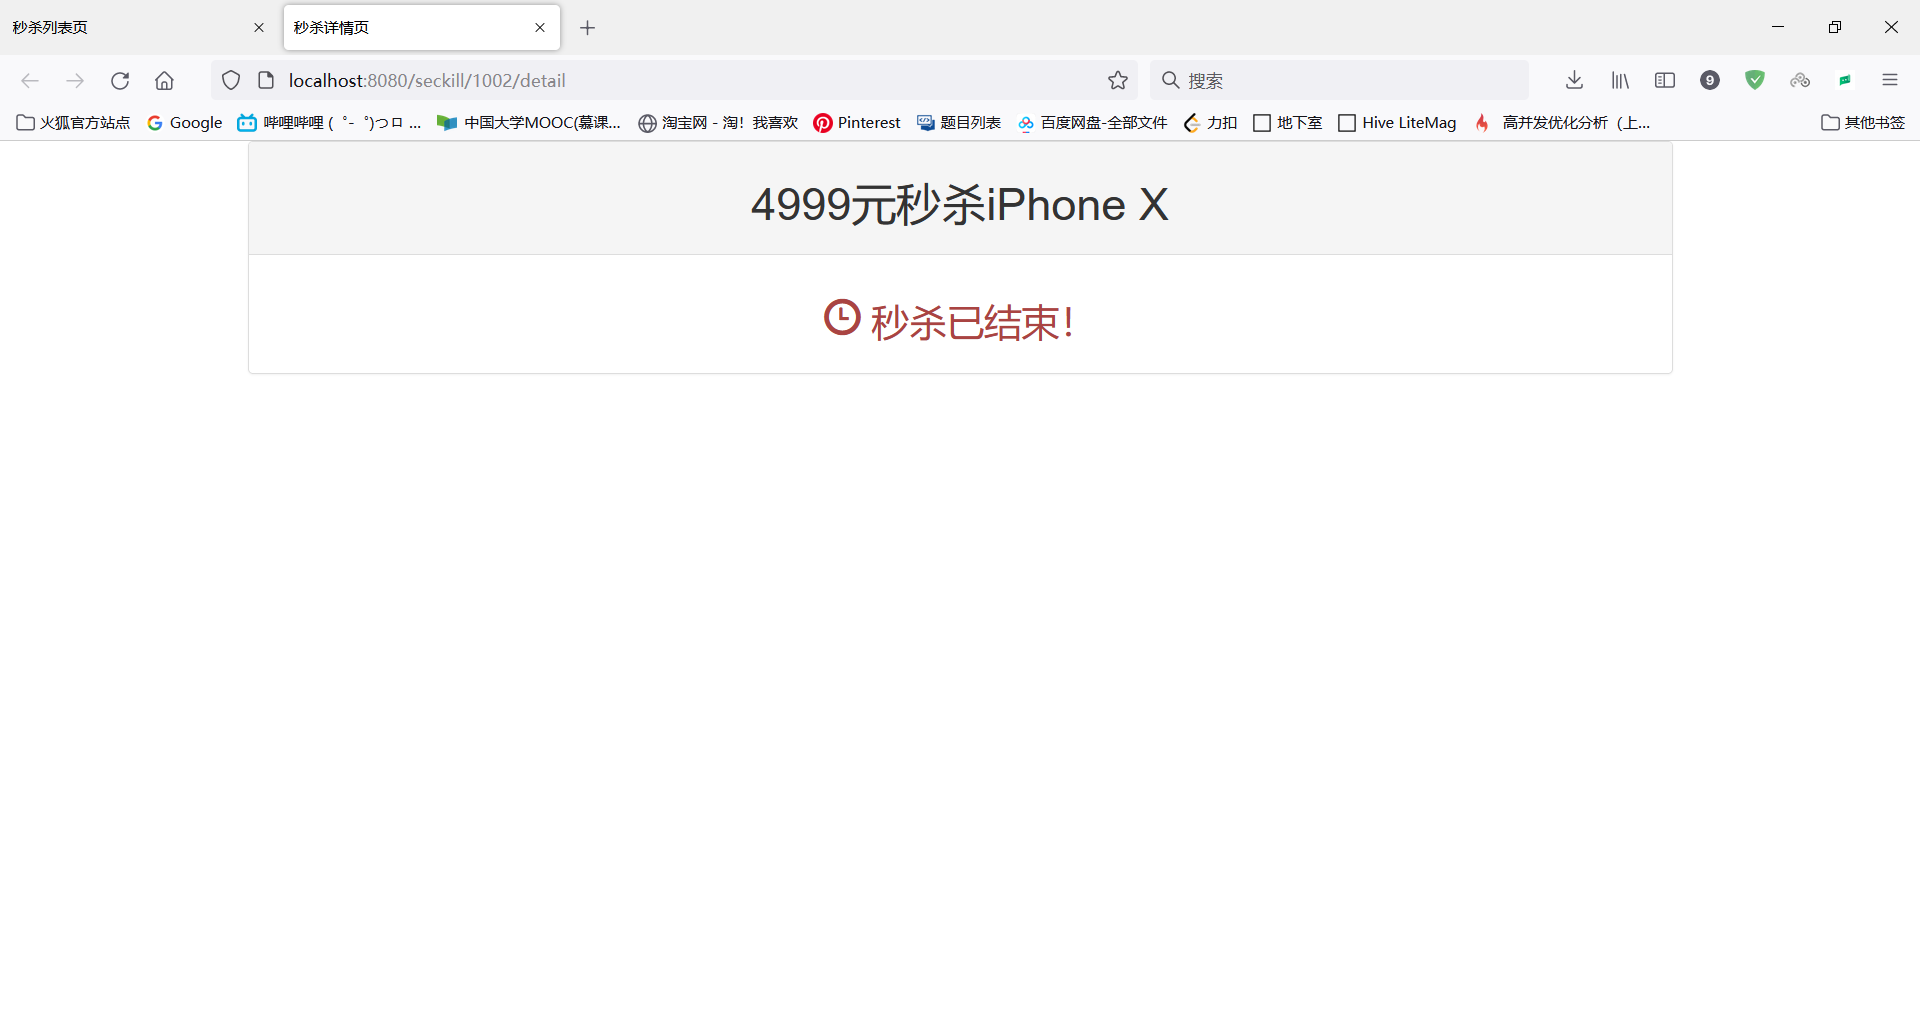 秒杀列表页
秒杀详情页
localhost:8080/seckill/1002/detail
搜索
9
火狐官方站点 Google 哔哩哔哩 ( ゜- ゜)つロ ... 中国大学MOOC(慕课... 淘宝网 - 淘！我喜欢 Pinterest 题目列表 百度网盘-全部文件 力扣 地下室 Hive LiteMag 高并发优化分析（上... 其他书签
4999元秒杀iPhone X
秒杀已结束!